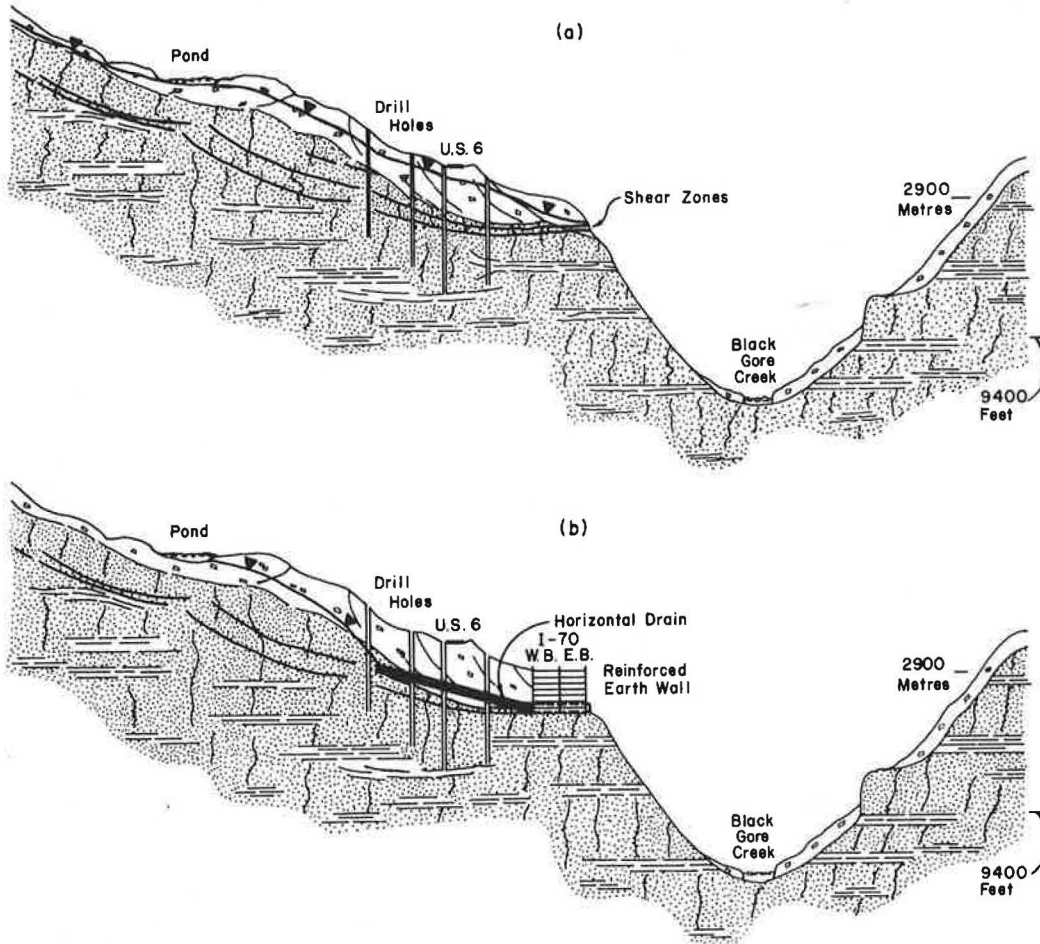 (a)
Pond
Drill
Holes
U.S. 6
Shear Zones
2900
Metres
Black
Gore
Creek
9400
Feet
(b)
Pond
Drill
Holes
U.S. 6
Horizontal Drain
I-70
W.B. E.B.
Reinforced
Earth Wall
2900
Metres
Black
Gore
Creek
9400
Feet